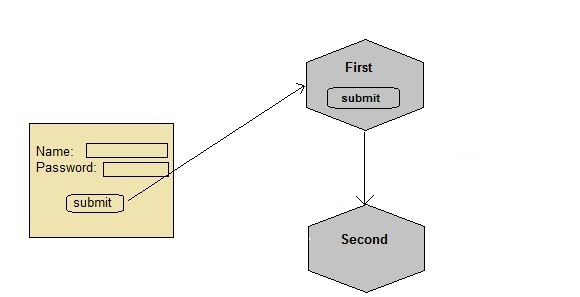 Name:
Password:
submit
First
submit
Second